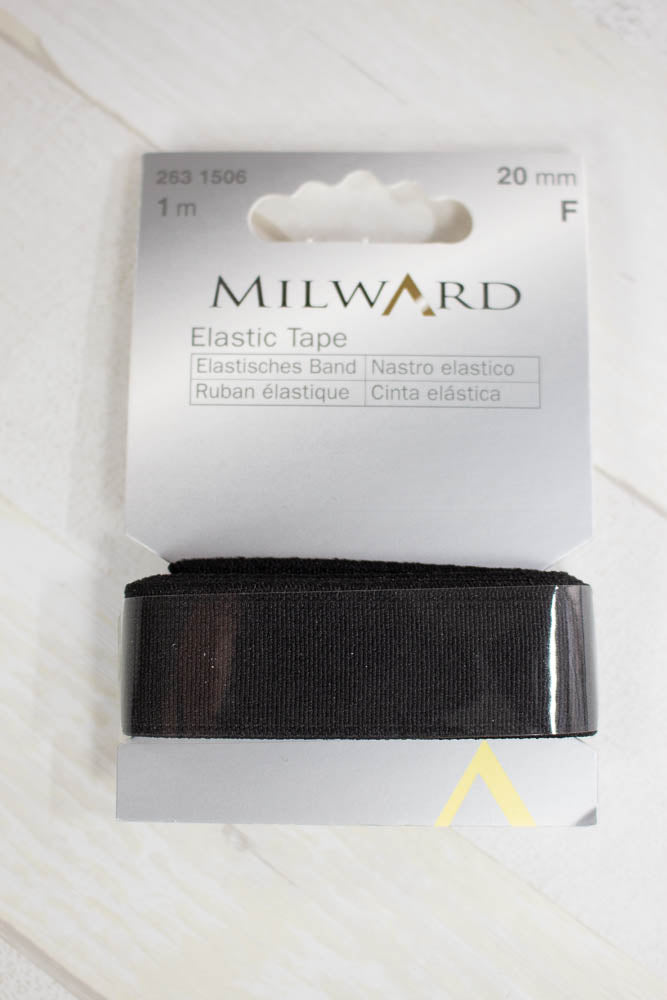 263 1506 20 mm
1 m F
MILWARD
Elastic Tape
Elastisches Band Nastro elastico
Ruban élastique Cinta elástica